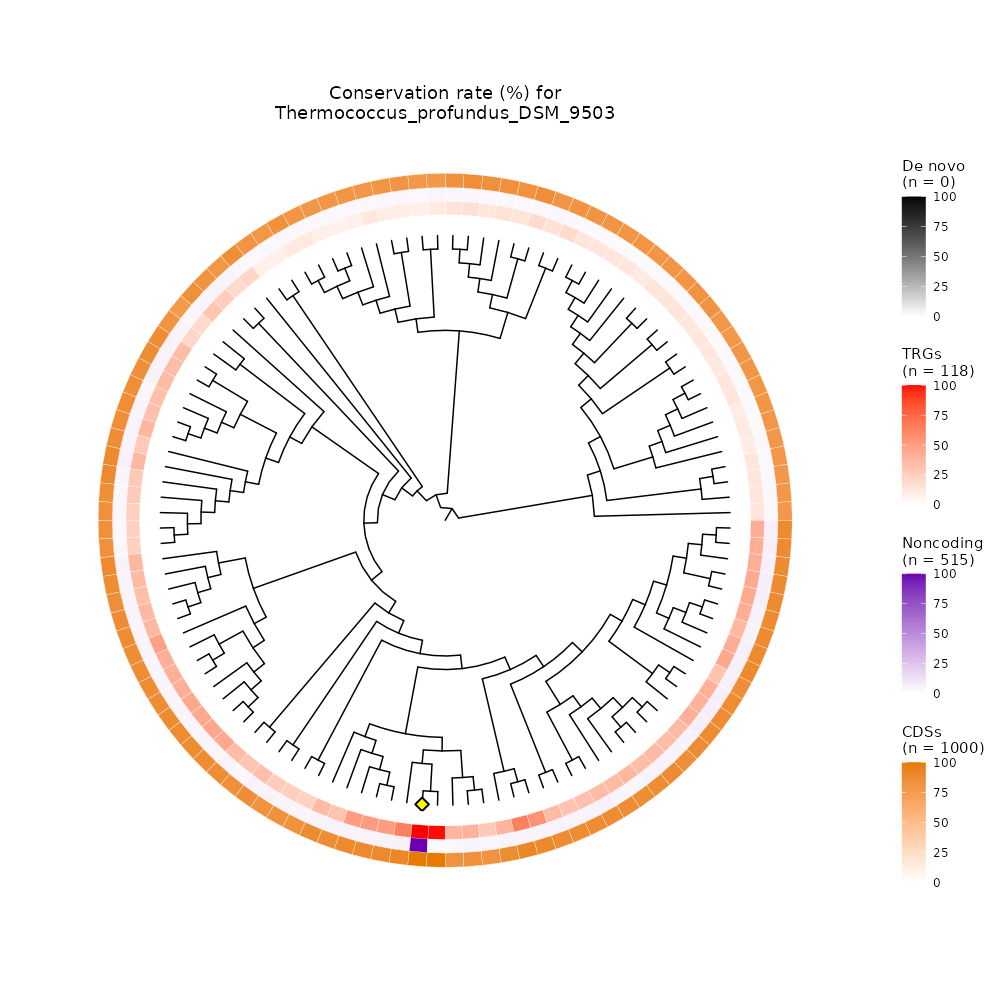 Conservation rate (%) for
Thermococcus_profundus_DSM_9503
De novo
(n = 0)
100
75
50
25
0
TRGs
(n = 118)
100
75
50
25
0
Noncoding
(n = 515)
100
75
50
25
0
CDSs
(n = 1000)
100
75
50
25
0